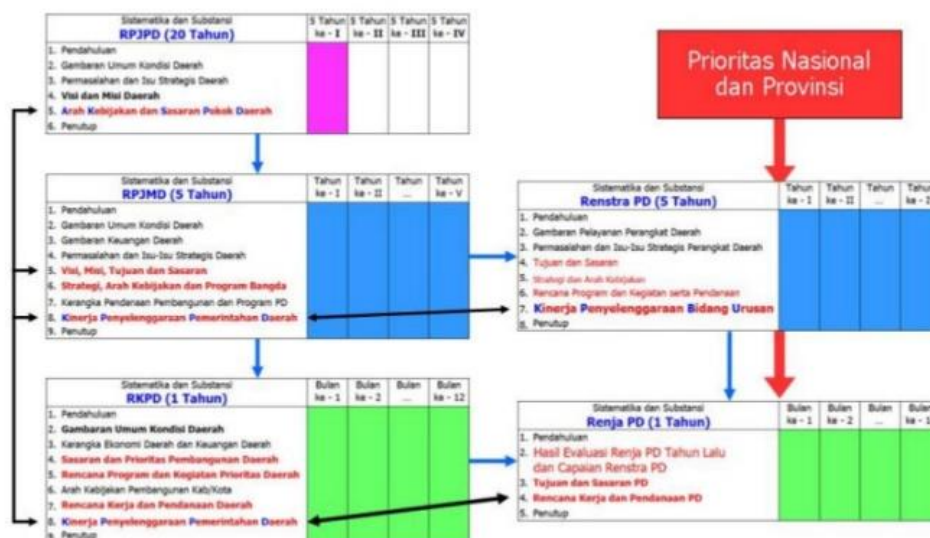 Sistematika dan Substansi
RPJPD (20 Tahun)
5 Tahun ke - I
5 Tahun ke - II
5 Tahun ke - III
5 Tahun ke - IV
1. Pendahuluan
2. Gambaran Umum Kondisi Daerah
3. Permasalahan dan Isu Strategis Daerah
4. Visi dan Misi Daerah
5. Arah Kebijakan dan Sasaran Pokok Daerah
6. Penutup
Prioritas Nasional
dan Provinsi
Sistematika dan Substansi
RPJMD (5 Tahun)
Tahun ke - I
Tahun ke - II
Tahun ...
Tahun ke - V
1. Pendahuluan
2. Gambaran Umum Kondisi Daerah
3. Gambaran Keuangan Daerah
4. Permasalahan dan Isu-Isu Strategis Daerah
5. Visi, Misi, Tujuan dan Sasaran
6. Strategi, Arah Kebijakan dan Program Bangda
7. Kerangka Pendanaan Pembangunan dan Program PD
8. Kinerja Penyelenggaraan Pemerintahan Daerah
9. Penutup
Sistematika dan Substansi
Renstra PD (5 Tahun)
Tahun ke - I
Tahun ke - II
Tahun ...
1. Pendahuluan
2. Gambaran Pelayanan Perangkat Daerah
3. Permasalahan dan Isu-Isu Strategis Perangkat Daerah
4. Tujuan dan Sasaran
5. Strategi dan Arah Kebijakan
6. Rencana Program dan Kegiatan serta Pendanaan
7. Kinerja Penyelenggaraan Bidang Urusan
8. Penutup
Sistematika dan Substansi
RKPD (1 Tahun)
Bulan ke - 1
Bulan ke - 2
Bulan ...
Bulan ke - 12
1. Pendahuluan
2. Gambaran Umum Kondisi Daerah
3. Kerangka Ekonomi Daerah dan Keuangan Daerah
4. Sasaran dan Prioritas Pembangunan Daerah
5. Rencana Program dan Kegiatan Prioritas Daerah
6. Arah Kebijakan Pembangunan Kab/Kota
7. Rencana Kerja dan Pendanaan Daerah
8. Kinerja Penyelenggaraan Pemerintahan Daerah
9. Penutup
Sistematika dan Substansi
Renja PD (1 Tahun)
Bulan ke - 1
Bulan ke - 2
Bulan ...
1. Pendahuluan
2. Hasil Evaluasi Renja PD Tahun Lalu
dan Capaian Renstra PD
3. Tujuan dan Sasaran PD
4. Rencana Kerja dan Pendanaan PD
5. Penutup